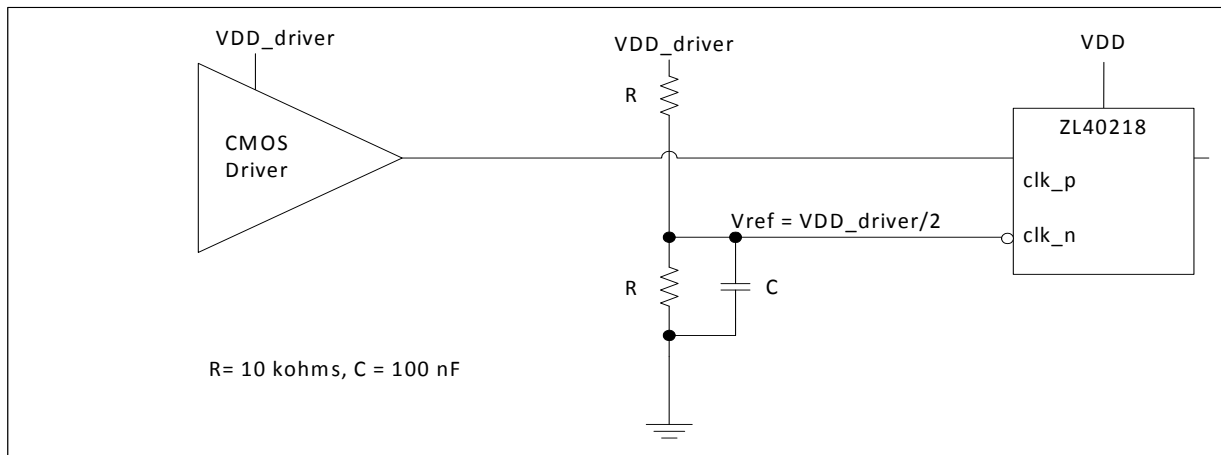 VDD_driver
VDD_driver
VDD
R
ZL40218
CMOS
Driver
clk_p
Vref = VDD_driver/2
clk_n
R
C
R= 10 kohms, C = 100 nF